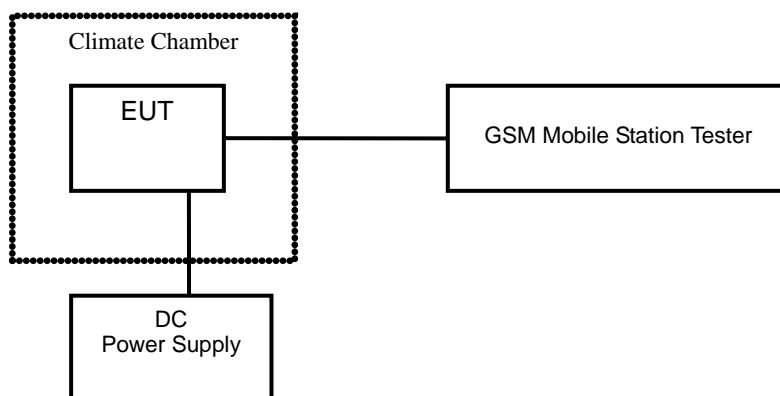 Climate Chamber
EUT
GSM Mobile Station Tester
DC
Power Supply